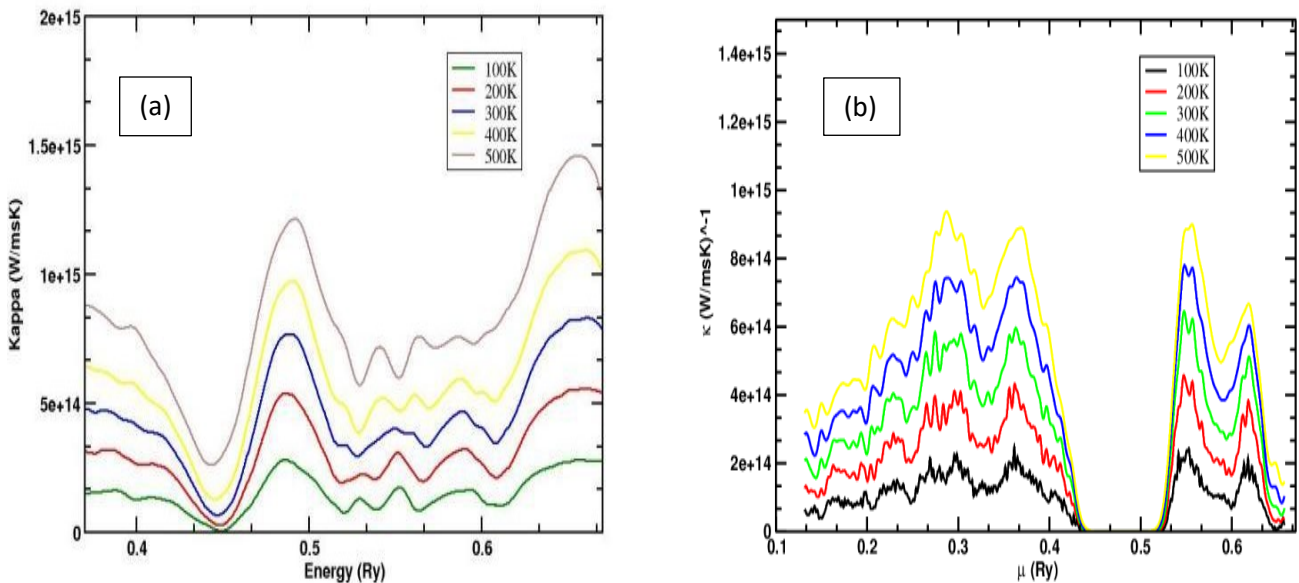 2e+15
1.5e+15
1e+15
5e+14
0
Kappa (W/msK)
(a)
100K
200K
300K
400K
500K
0.4
0.5
0.6
Energy (Ry)
1.4e+15
1.2e+15
1e+15
8e+14
6e+14
4e+14
2e+14
0
κ (W/msK)^-1
(b)
100K
200K
300K
400K
500K
0.1
0.2
0.3
0.4
0.5
0.6
μ (Ry)